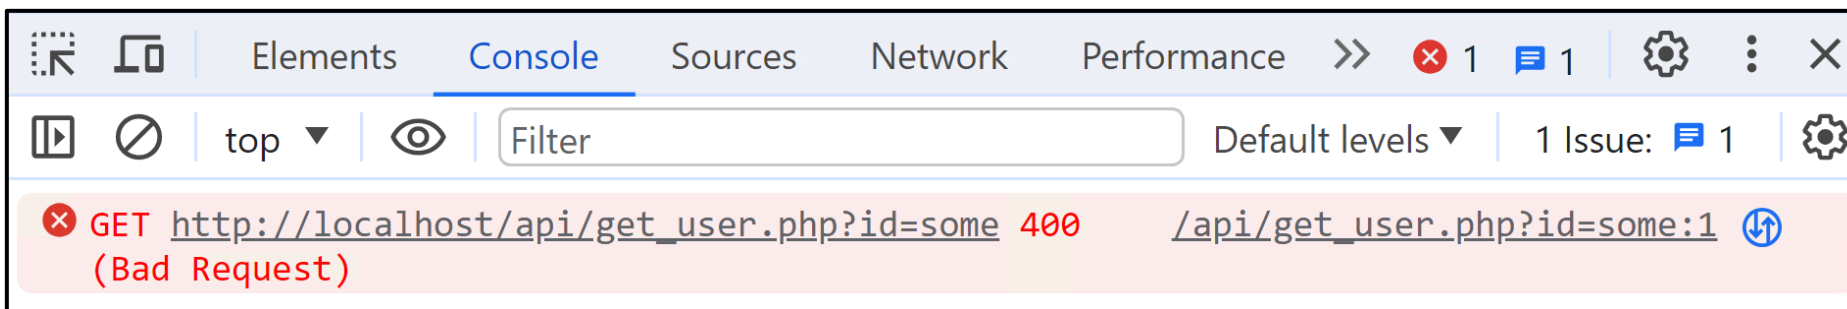 Elements Console Sources Network Performance 1 1
top Filter Default levels 1 Issue: 1
GET http://localhost/api/get_user.php?id=some 400 /api/get_user.php?id=some:1
(Bad Request)